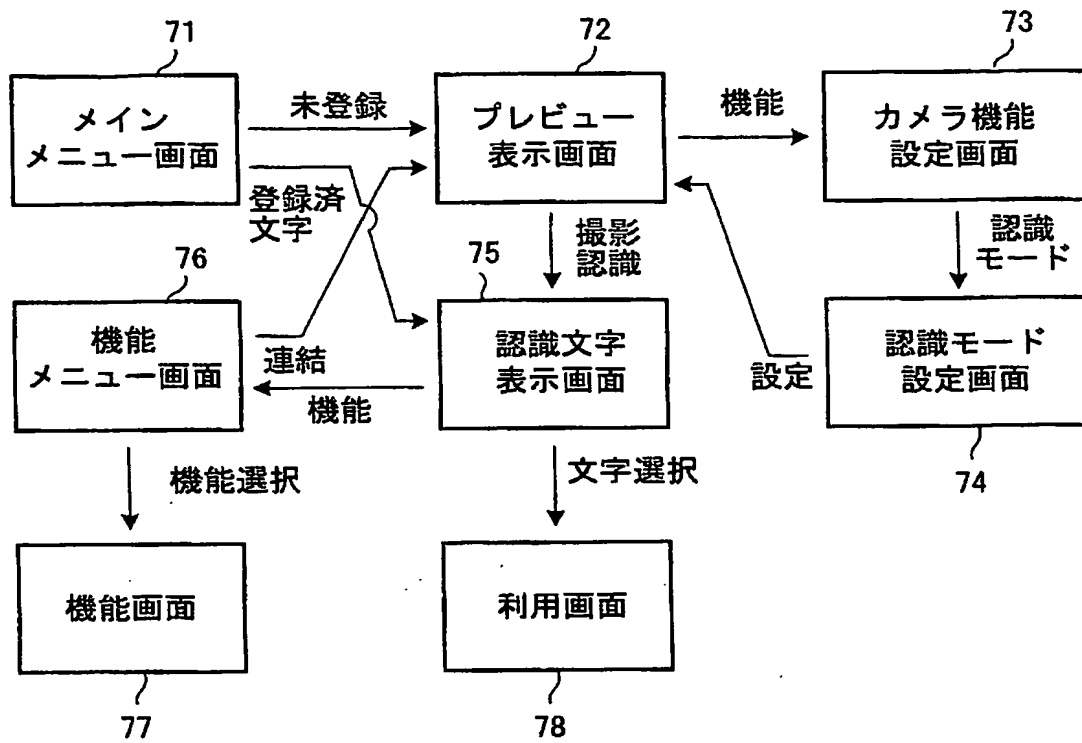 71
72
73
メイン
メニュー画面
未登録
プレビュー
表示画面
機能
カメラ機能
設定画面
登録済
文字
撮影
認識
認識
モード
76
75
機能
メニュー画面
連結
機能
認識文字
表示画面
設定
認識モード
設定画面
74
機能選択
文字選択
機能画面
利用画面
77
78